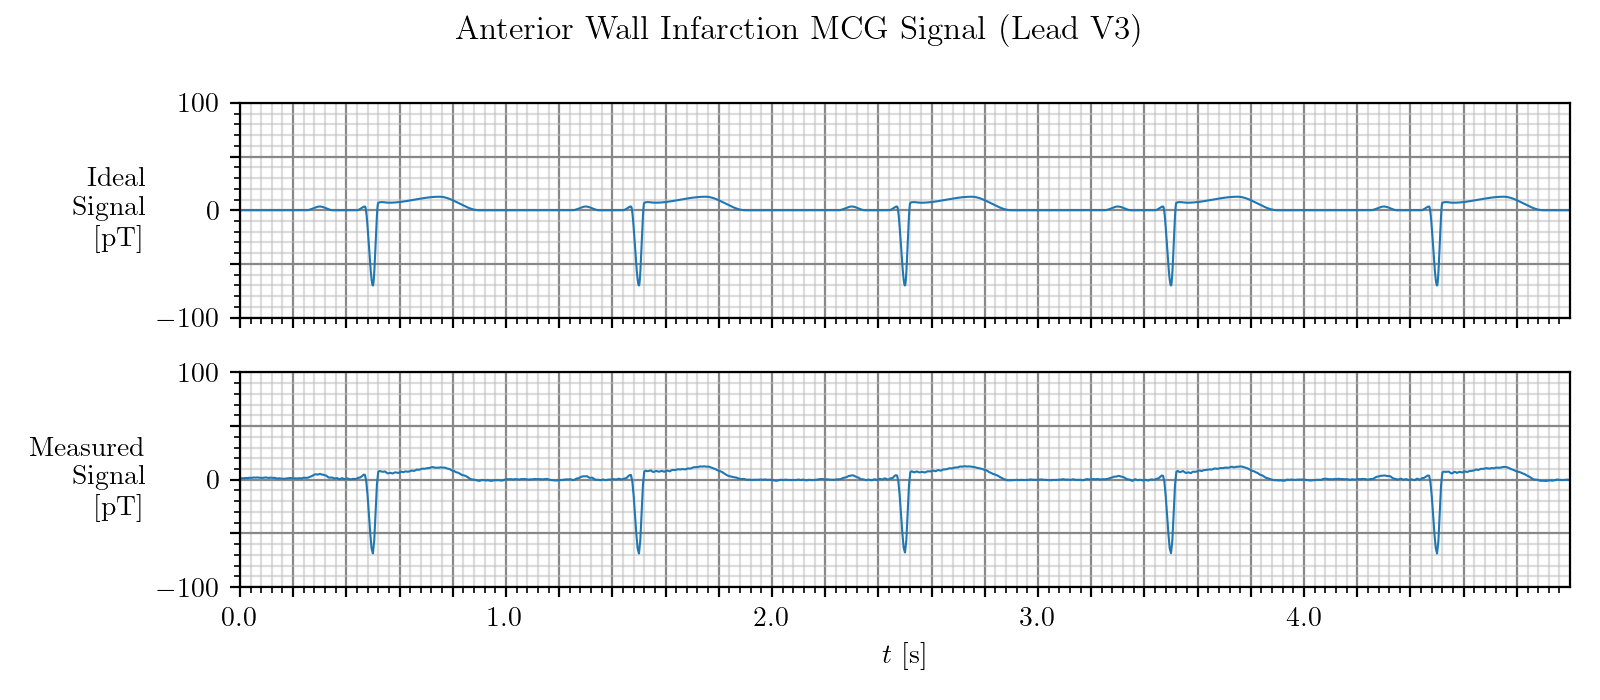 Anterior Wall Infarction MCG Signal (Lead V3)
100
Ideal
Signal
[pT]
0
−100
100
Measured
Signal
[pT]
0
−100
0.0 1.0 2.0 3.0 4.0
t [s]